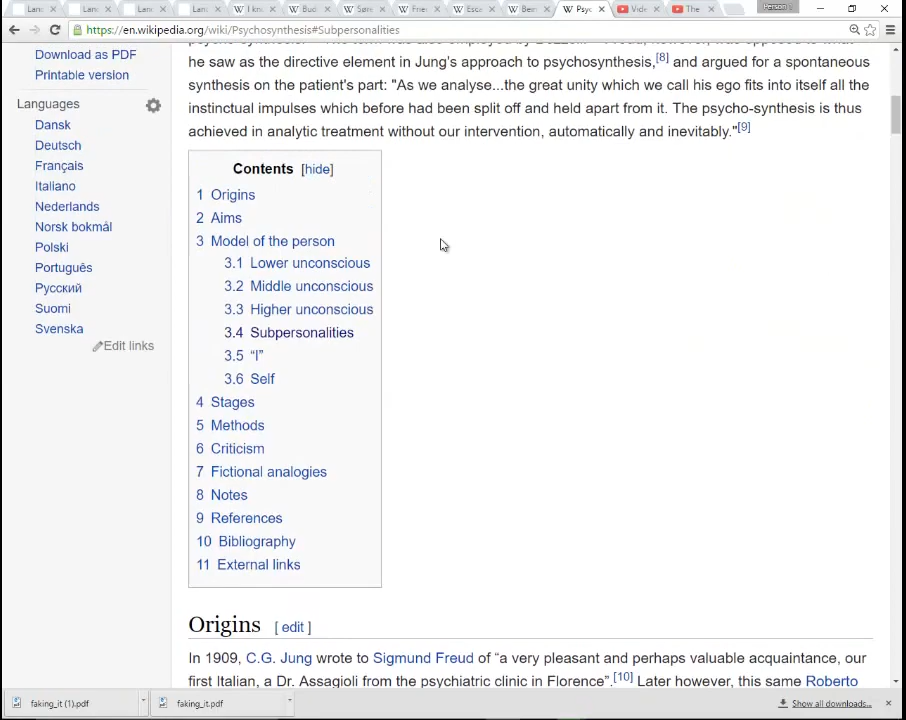 Person 1
https://en.wikipedia.org/wiki/Psychosynthesis#Subpersonalities
Download as PDF
Printable version
Languages
Dansk
Deutsch
Français
Italiano
Nederlands
Norsk bokmål
Polski
Português
Русский
Suomi
Svenska
Edit links
he saw as the directive element in Jung's approach to psychosynthesis,[8] and argued for a spontaneous
synthesis on the patient's part: "As we analyse...the great unity which we call his ego fits into itself all the
instinctual impulses which before had been split off and held apart from it. The psycho-synthesis is thus
achieved in analytic treatment without our intervention, automatically and inevitably."[9]
Contents [hide]
1 Origins
2 Aims
3 Model of the person
3.1 Lower unconscious
3.2 Middle unconscious
3.3 Higher unconscious
3.4 Subpersonalities
3.5 “I”
3.6 Self
4 Stages
5 Methods
6 Criticism
7 Fictional analogies
8 Notes
9 References
10 Bibliography
11 External links
Origins [ edit ]
In 1909, C.G. Jung wrote to Sigmund Freud of “a very pleasant and perhaps valuable acquaintance, our
first Italian, a Dr. Assagioli from the psychiatric clinic in Florence”.[10] Later however, this same Roberto
faking_it (1).pdf
faking_it.pdf
Show all downloads...